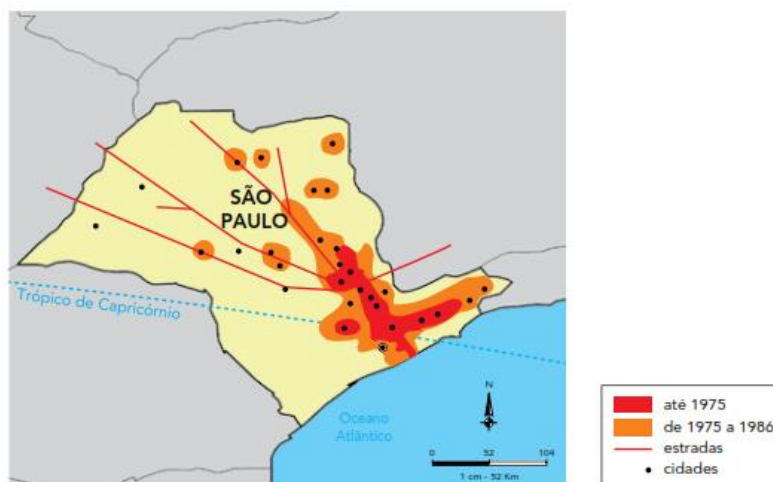 SÃO
PAULO
Trópico de Capricórnio
Oceano
Atlântico
N
0 52 104
1 cm - 52 Km
até 1975
de 1975 a 1986
estradas
cidades